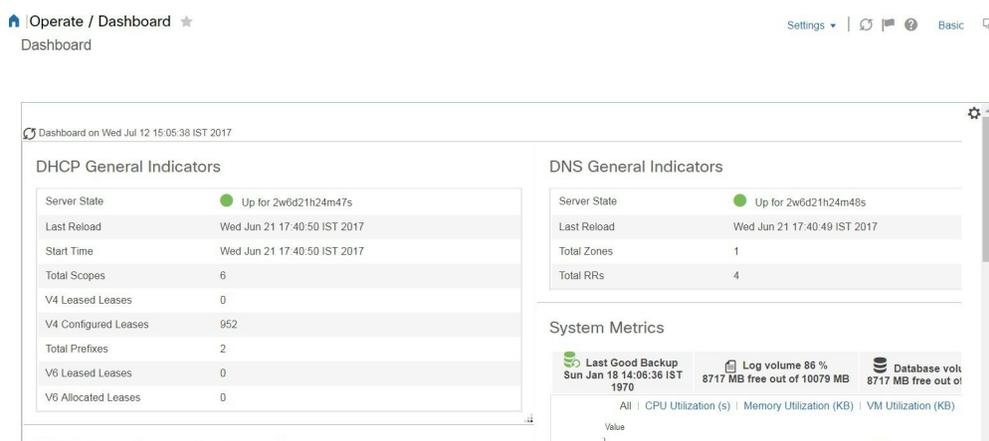 Operate / Dashboard
Settings
Basic
Dashboard
Dashboard on Wed Jul 12 15:05:38 IST 2017
DHCP General Indicators
Server State Up for 2w6d21h24m47s
Last Reload Wed Jun 21 17:40:50 IST 2017
Start Time Wed Jun 21 17:40:50 IST 2017
Total Scopes 6
V4 Leased Leases 0
V4 Configured Leases 952
Total Prefixes 2
V6 Leased Leases 0
V6 Allocated Leases 0
DNS General Indicators
Server State Up for 2w6d21h24m48s
Last Reload Wed Jun 21 17:40:49 IST 2017
Total Zones 1
Total RRs 4
System Metrics
Last Good Backup
Sun Jan 18 14:06:36 IST
1970
Log volume 86 %
8717 MB free out of 10079 MB
Database volu
8717 MB free out of
All | CPU Utilization (s) | Memory Utilization (KB) | VM Utilization (KB)
Value